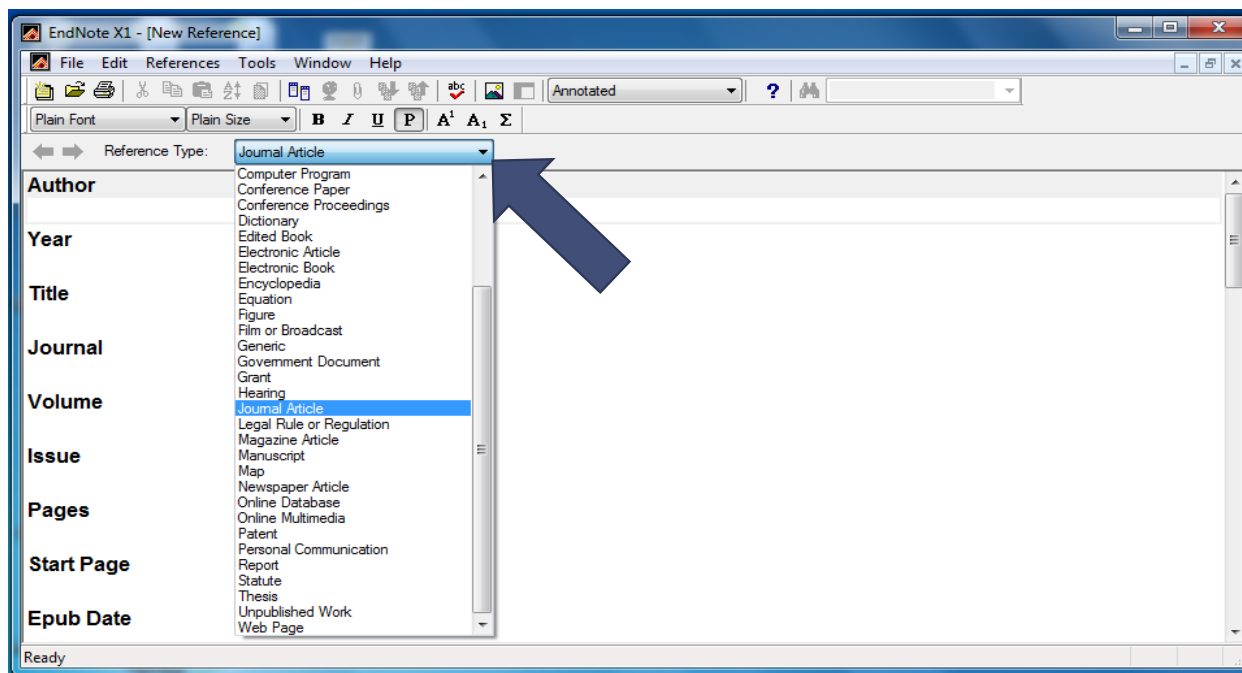 EndNote X1 - [New Reference]
File Edit References Tools Window Help
abc Annotated ?
Plain Font Plain Size B I U P A¹ A₁ Σ
Reference Type: Journal Article
Author
Year
Title
Journal
Volume
Issue
Pages
Start Page
Epub Date
Computer Program
Conference Paper
Conference Proceedings
Dictionary
Edited Book
Electronic Article
Electronic Book
Encyclopedia
Equation
Figure
Film or Broadcast
Generic
Government Document
Grant
Hearing
Journal Article
Legal Rule or Regulation
Magazine Article
Manuscript
Map
Newspaper Article
Online Database
Online Multimedia
Patent
Personal Communication
Report
Statute
Thesis
Unpublished Work
Web Page
Ready